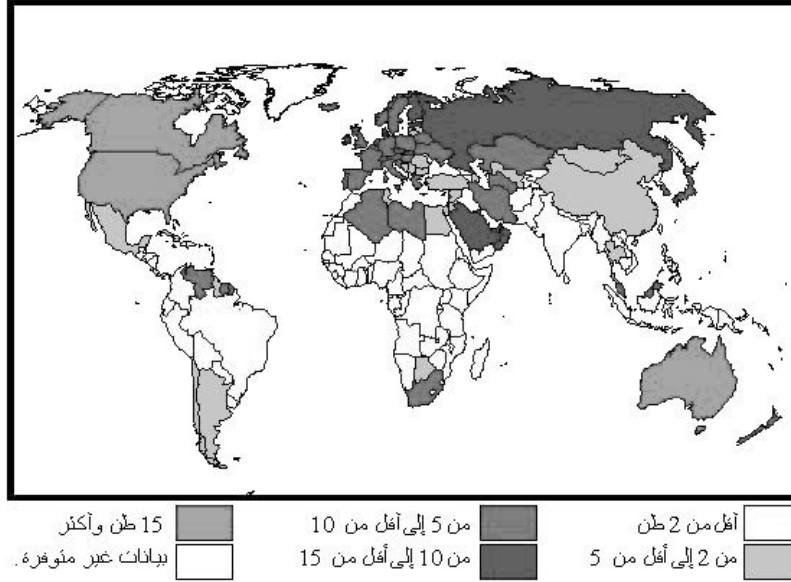 أقل من 2 طن من 5 إلى أقل من 10 15 طن وأكثر
من 2 إلى أقل من 5 من 10 إلى أقل من 15 بيانات غير متوفرة.